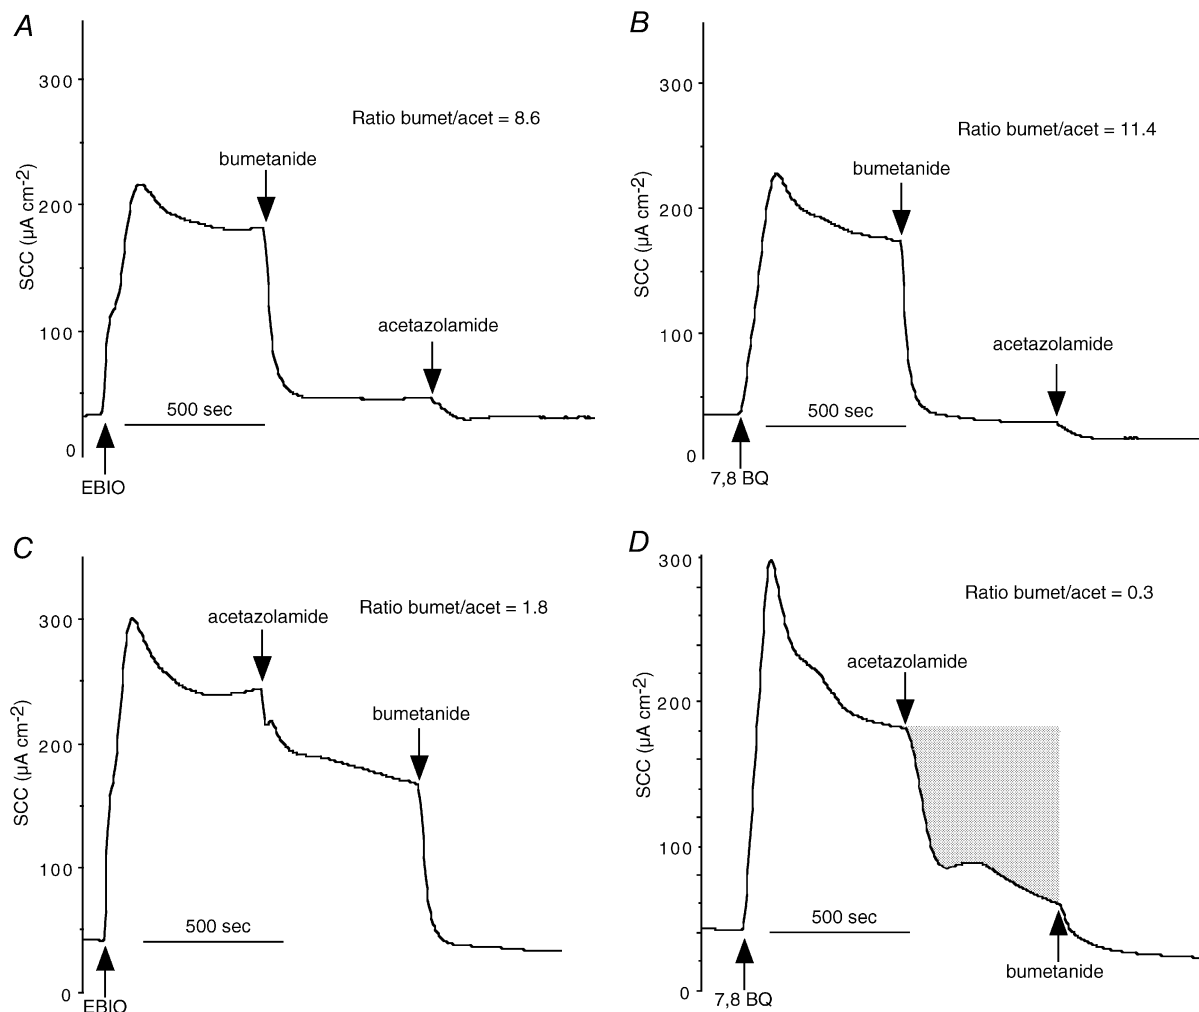 A
300
200
100
0
SCC (µA cm-2)
Ratio bumet/acet = 8.6
bumetanide
acetazolamide
500 sec
EBIO
B
300
200
100
0
SCC (µA cm-2)
Ratio bumet/acet = 11.4
bumetanide
acetazolamide
500 sec
7,8 BQ
C
300
200
100
0
SCC (µA cm-2)
Ratio bumet/acet = 1.8
acetazolamide
bumetanide
500 sec
EBIO
D
300
200
100
0
SCC (µA cm-2)
Ratio bumet/acet = 0.3
acetazolamide
500 sec
bumetanide
7,8 BQ